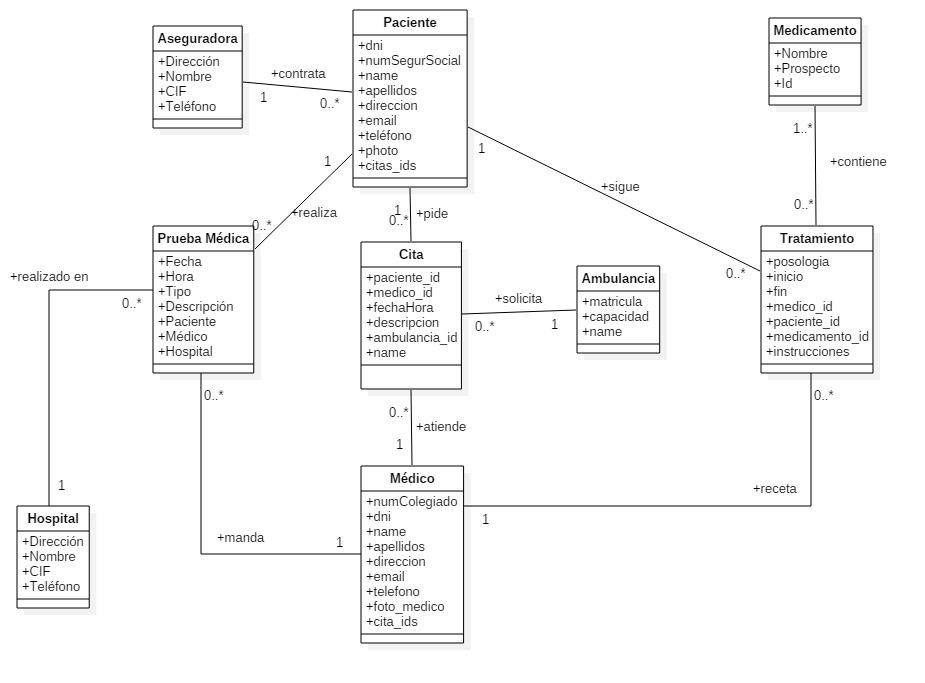 Aseguradora
+Dirección
+Nombre
+CIF
+Teléfono
+contrata
1
0..*
Paciente
+dni
+numSegurSocial
+name
+apellidos
+direccion
+email
+teléfono
+photo
+citas_ids
Medicamento
+Nombre
+Prospecto
+Id
1..*
+contiene
0..*
1
+sigue
0..*
1
+realiza
0..*
1
0..*
+pide
Prueba Médica
+Fecha
+Hora
+Tipo
+Descripción
+Paciente
+Médico
+Hospital
Cita
+paciente_id
+medico_id
+fechaHora
+descripcion
+ambulancia_id
+name
+solicita
0..*
1
Ambulancia
+matricula
+capacidad
+name
Tratamiento
+posologia
+inicio
+fin
+medico_id
+paciente_id
+medicamento_id
+instrucciones
+realizado en
0..*
1
0..*
+manda
1
0..*
+atiende
1
0..*
+receta
1
Hospital
+Dirección
+Nombre
+CIF
+Teléfono
Médico
+numColegiado
+dni
+name
+apellidos
+direccion
+email
+telefono
+foto_medico
+cita_ids